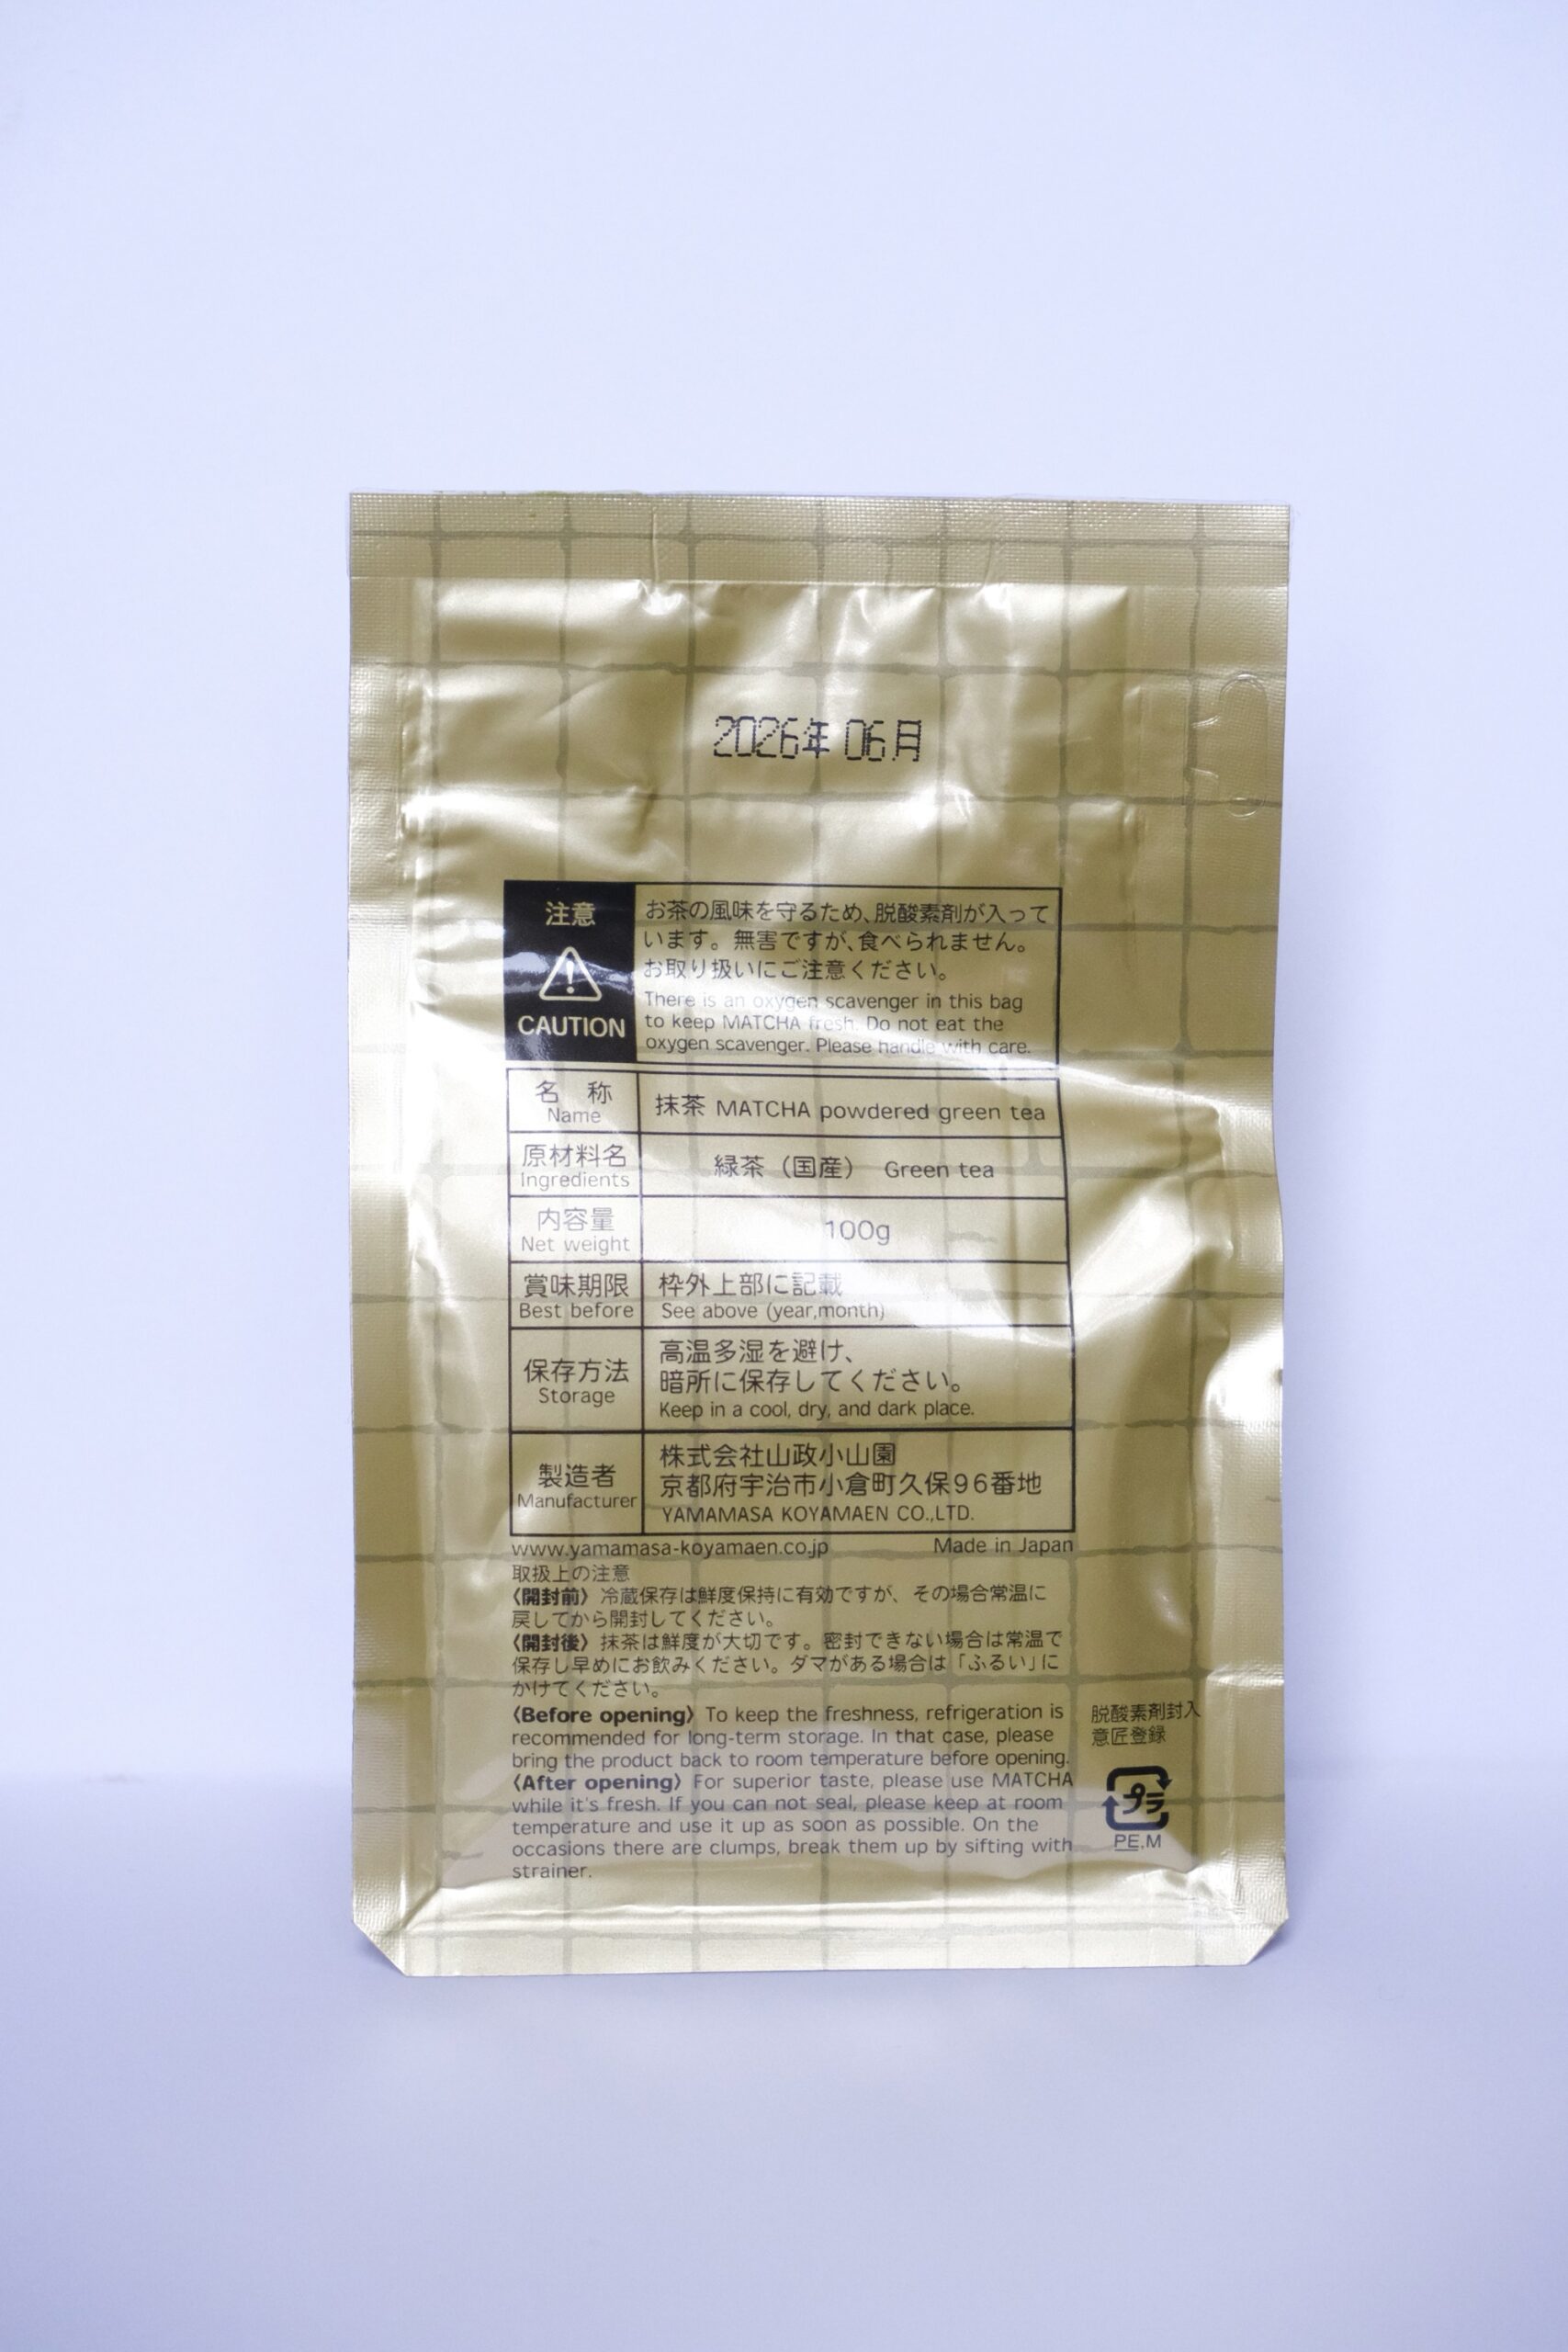 2026年 06月
注意
CAUTION
お茶の風味を守るため、脱酸素剤が入って
います。無害ですが、食べられません。
お取り扱いにご注意ください。
There is an oxygen scavenger in this bag
to keep MATCHA fresh. Do not eat the
oxygen scavenger. Please handle with care.
名 称
Name
抹茶 MATCHA powdered green tea
原材料名
Ingredients
緑茶（国産） Green tea
内容量
Net weight
100g
賞味期限
Best before
枠外上部に記載
See above (year,month)
保存方法
Storage
高温多湿を避け、
暗所に保存してください。
Keep in a cool, dry, and dark place.
製造者
Manufacturer
株式会社山政小山園
京都府宇治市小倉町久保96番地
YAMAMASA KOYAMAEN CO.,LTD.
www.yamamasa-koyamaen.co.jp Made in Japan
取扱上の注意
〈開封前〉冷蔵保存は鮮度保持に有効ですが、その場合常温に
戻してから開封してください。
〈開封後〉抹茶は鮮度が大切です。密封できない場合は常温で
保存し早めにお飲みください。ダマがある場合は「ふるい」に
かけてください。
〈Before opening〉 To keep the freshness, refrigeration is
recommended for long-term storage. In that case, please
bring the product back to room temperature before opening.
〈After opening〉 For superior taste, please use MATCHA
while it's fresh. If you can not seal, please keep at room
temperature and use it up as soon as possible. On the
occasions there are clumps, break them up by sifting with
strainer.
脱酸素剤封入
意匠登録
プラ
PE,M